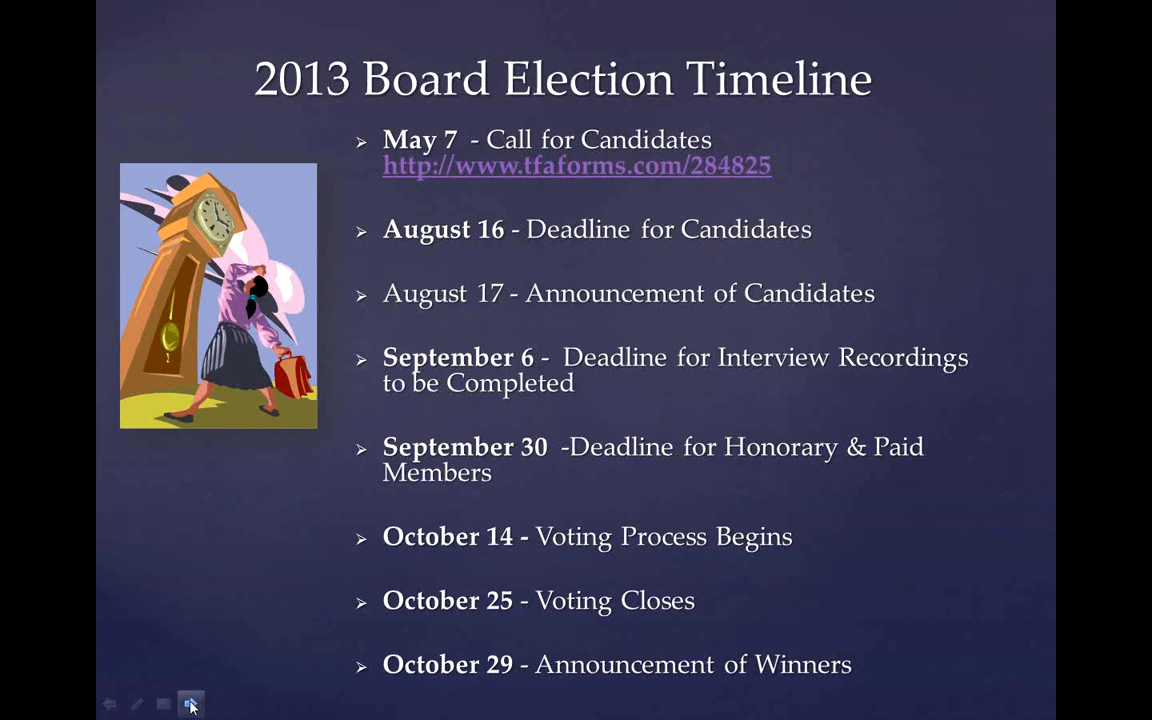 2013 Board Election Timeline
May 7 - Call for Candidates
http://www.tfaforms.com/284825
August 16 - Deadline for Candidates
August 17 - Announcement of Candidates
September 6 - Deadline for Interview Recordings
to be Completed
September 30 -Deadline for Honorary & Paid
Members
October 14 - Voting Process Begins
October 25 - Voting Closes
October 29 - Announcement of Winners